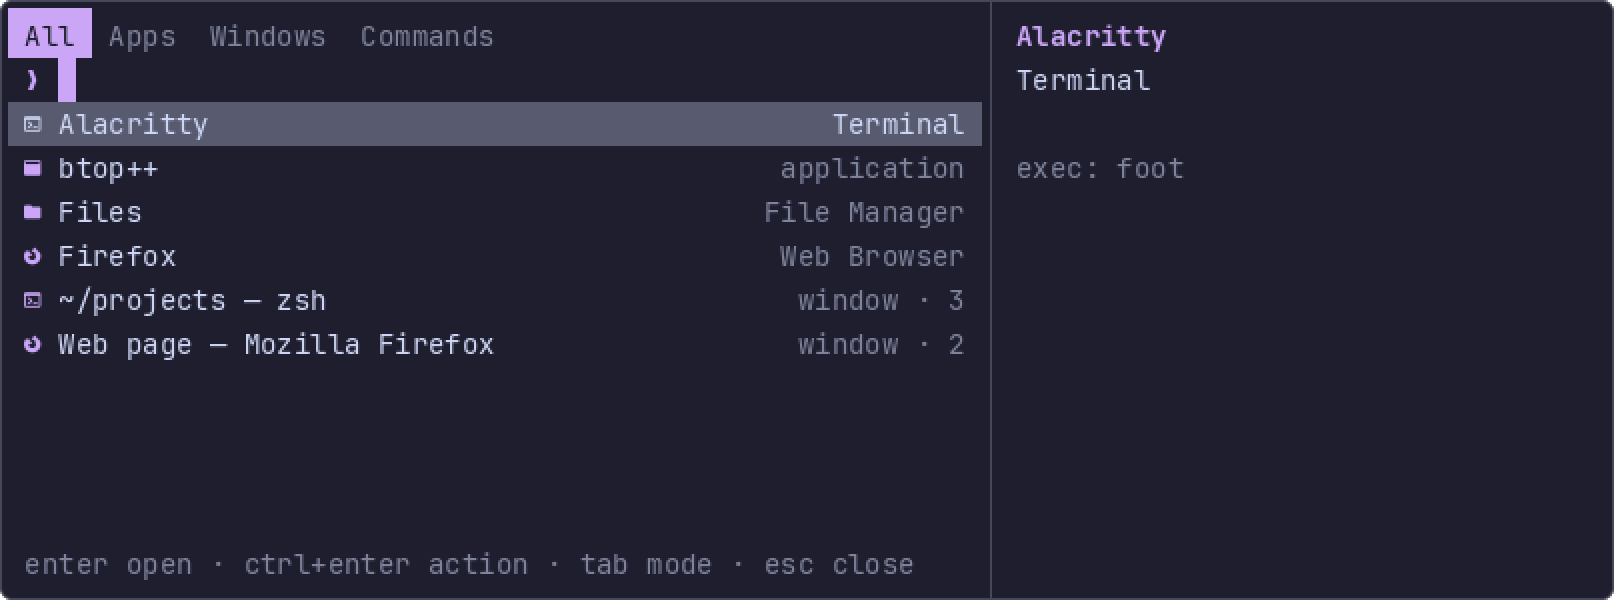 All Apps Windows Commands
❯
Alacritty Terminal
btop++ application
Files File Manager
Firefox Web Browser
~/projects — zsh window · 3
Web page — Mozilla Firefox window · 2
enter open · ctrl+enter action · tab mode · esc close
Alacritty
Terminal
exec: foot